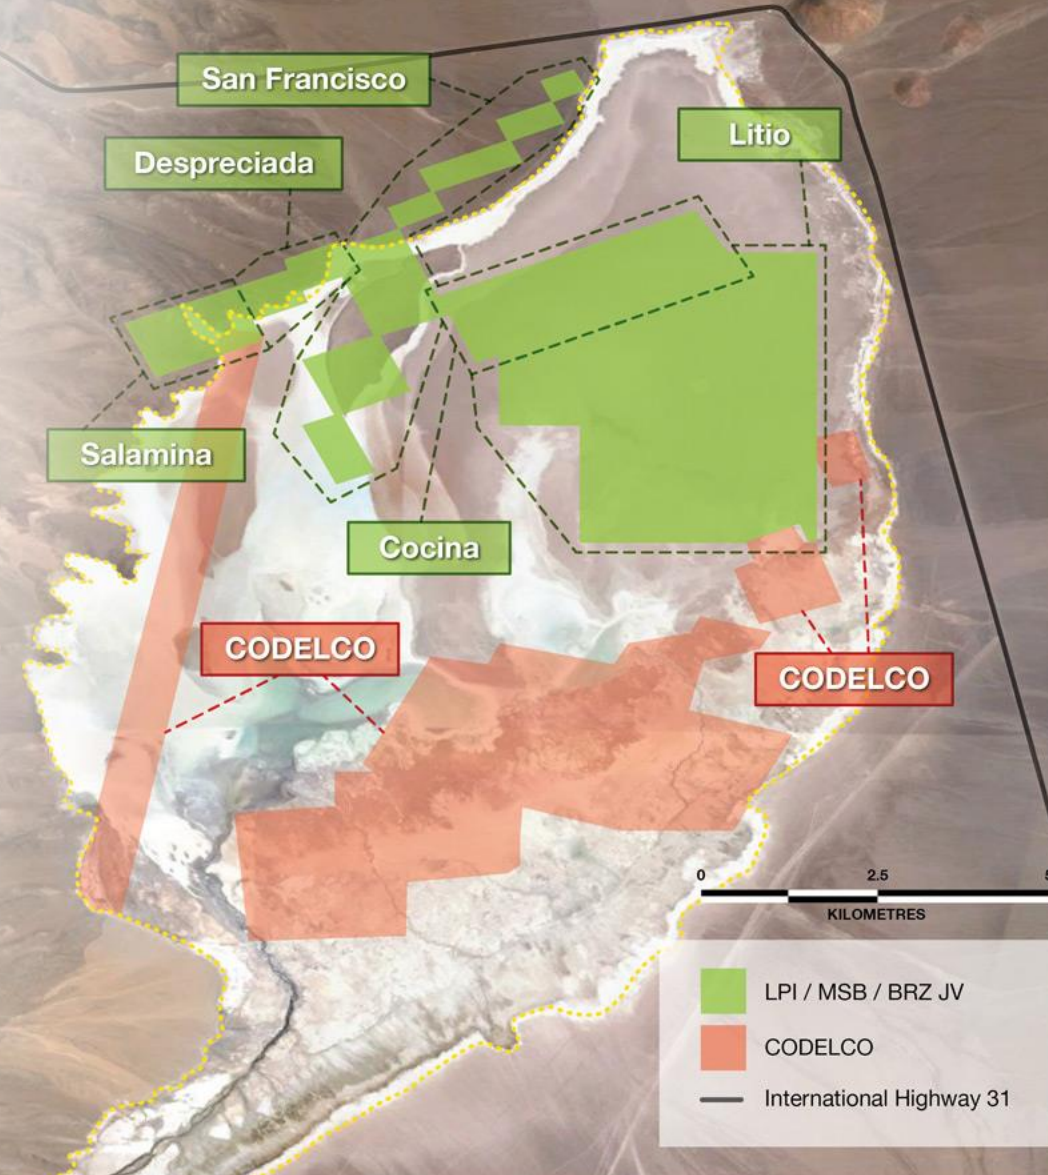 San Francisco
Despreciada
Litio
Salamina
Cocina
CODELCO
CODELCO
0 2.5
KILOMETRES
LPI / MSB / BRZ JV
CODELCO
International Highway 31